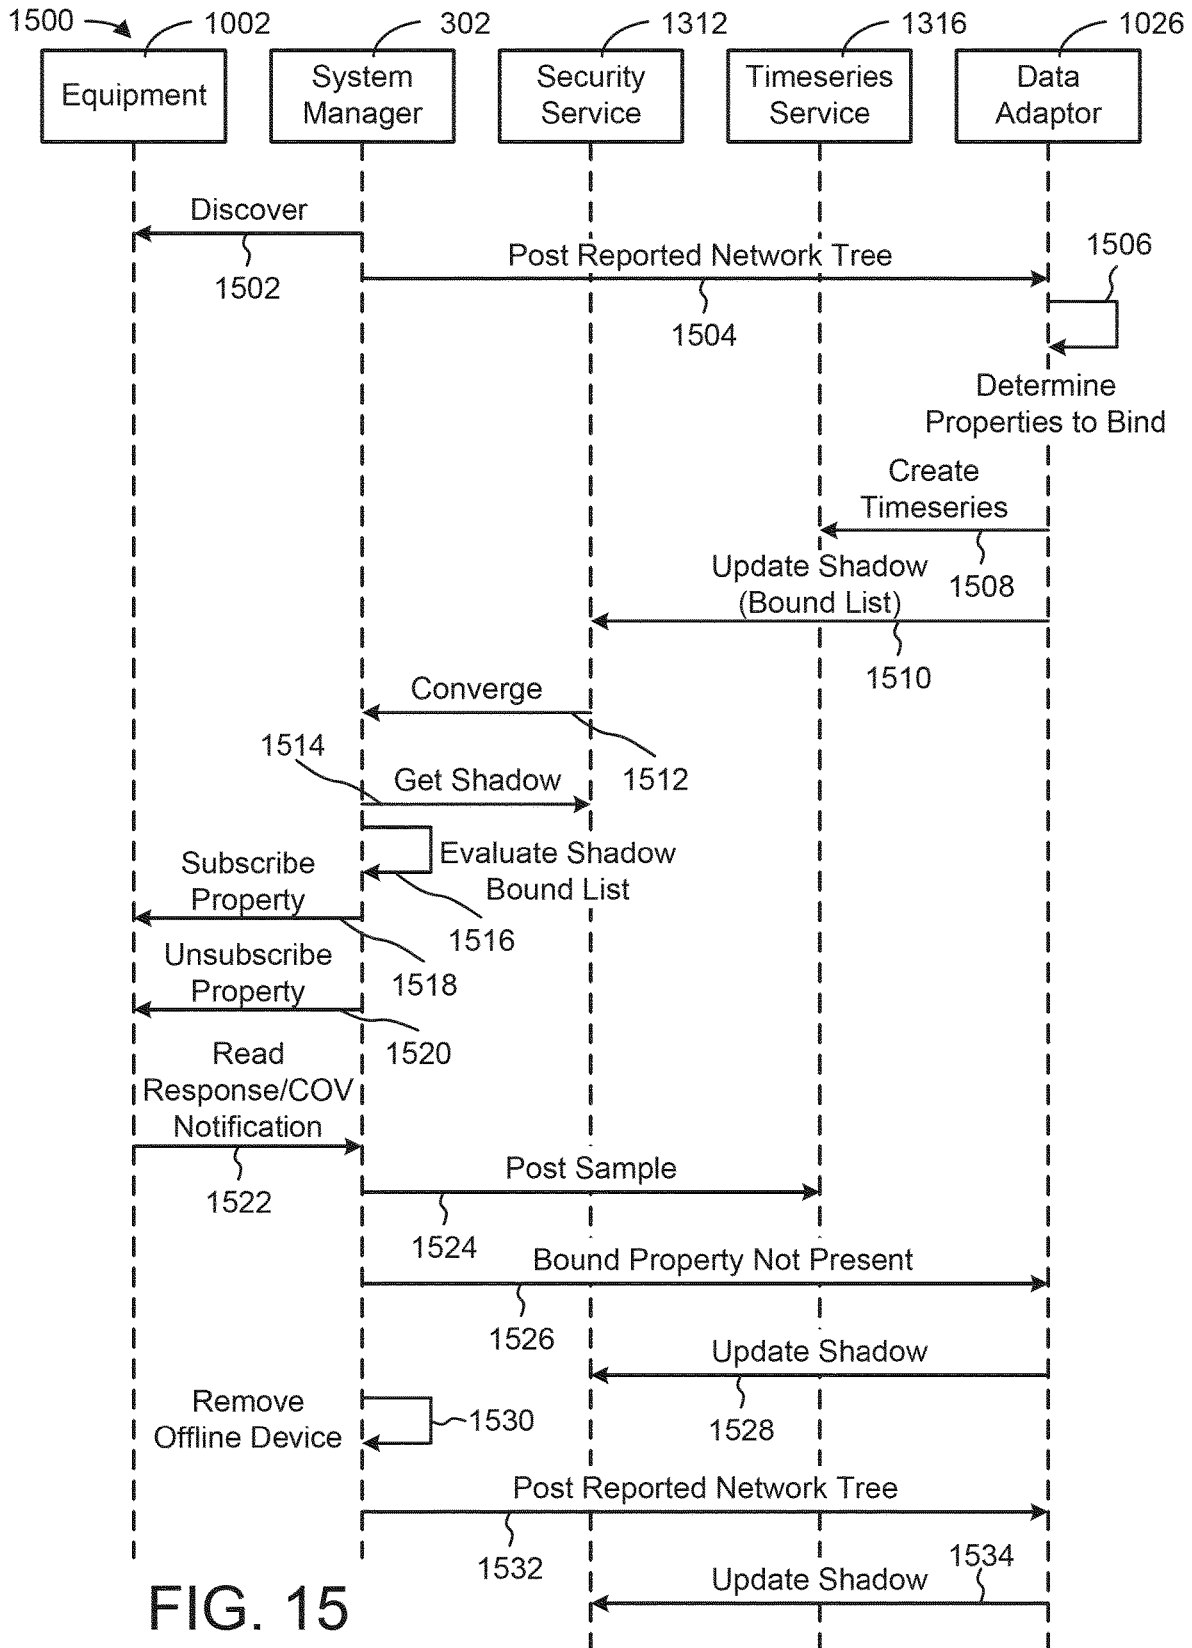 1500
1002
302
1312
1316
1026
Equipment
System
Manager
Security
Service
Timeseries
Service
Data
Adaptor
Discover
1502
Post Reported Network Tree
1504
1506
Determine
Properties to Bind
Create
Timeseries
1508
Update Shadow
(Bound List)
1510
Converge
1512
1514
Get Shadow
Evaluate Shadow
Bound List
1516
Subscribe
Property
1518
Unsubscribe
Property
1520
Read
Response/COV
Notification
1522
Post Sample
1524
Bound Property Not Present
1526
Update Shadow
1528
Remove
Offline Device
1530
Post Reported Network Tree
1532
1534
Update Shadow
FIG. 15